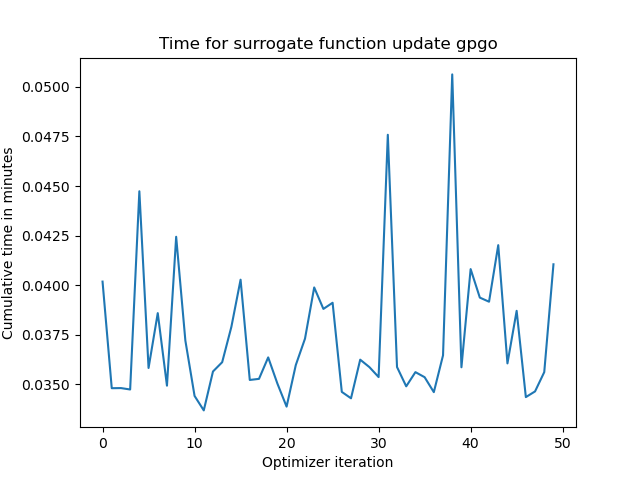 Time for surrogate function update gpgo
Cumulative time in minutes
0.0500
0.0475
0.0450
0.0425
0.0400
0.0375
0.0350
0 10 20 30 40 50
Optimizer iteration